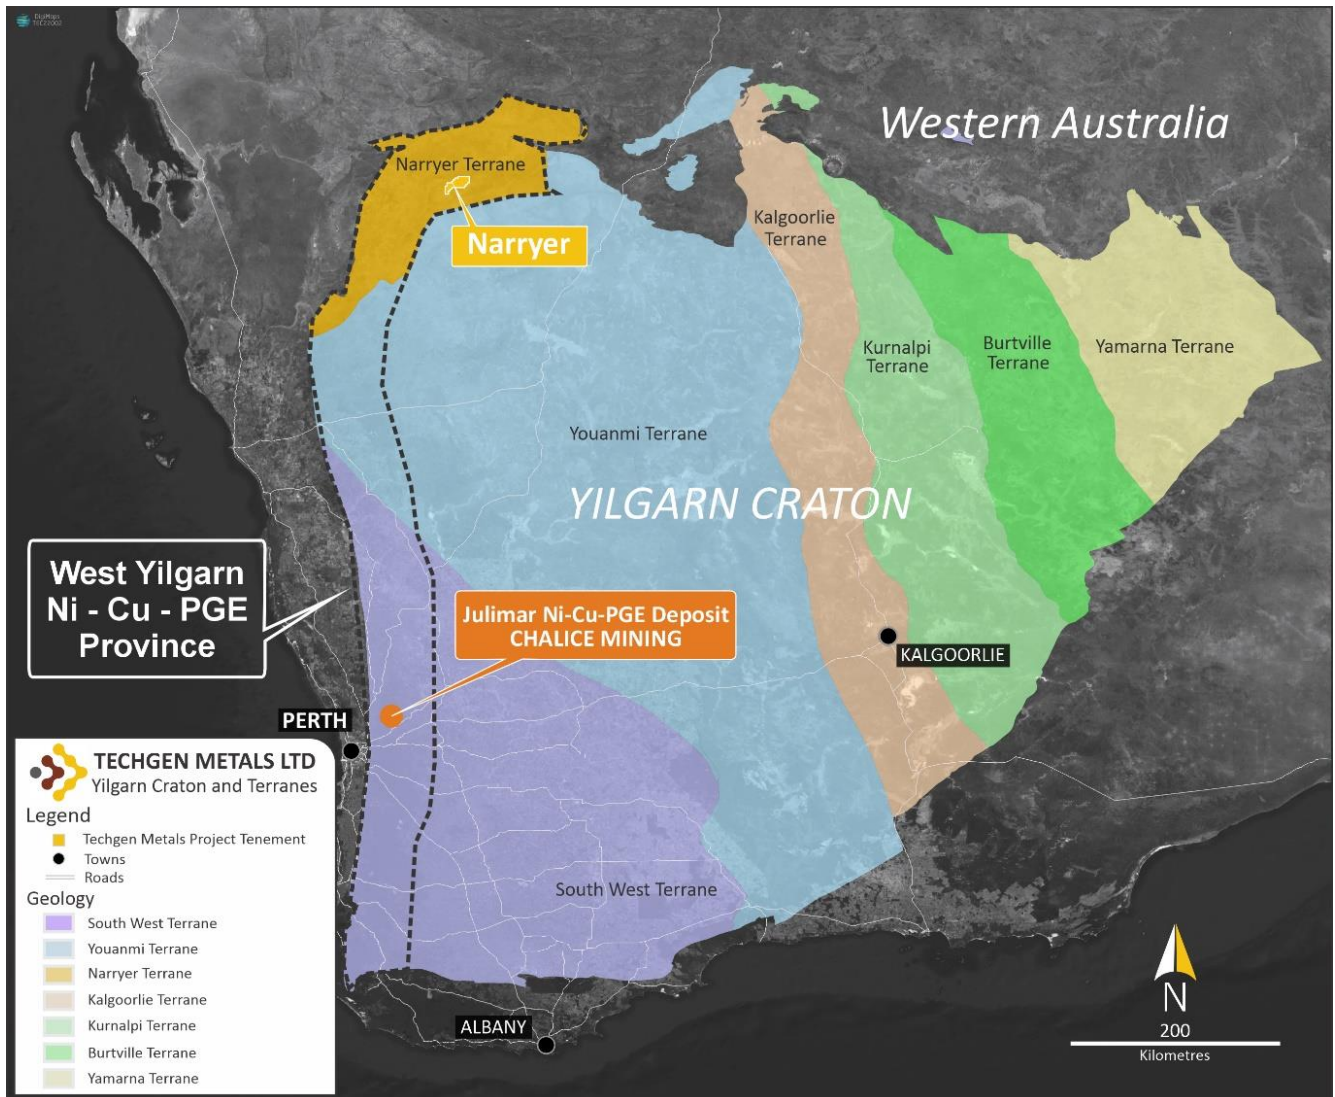 DigiMaps
Western Australia
Narryer Terrane
Narryer
Kalgoorlie
Terrane
Kurnalpi
Terrane
Burtville
Terrane
Yamarna Terrane
Youanmi Terrane
YILGARN CRATON
West Yilgarn
Ni - Cu - PGE
Province
Julimar Ni-Cu-PGE Deposit
CHALICE MINING
KALGOORLIE
PERTH
South West Terrane
ALBANY
TECHGEN METALS LTD
Yilgarn Craton and Terranes
Legend
Techgen Metals Project Tenement
Towns
Roads
Geology
South West Terrane
Youanmi Terrane
Narryer Terrane
Kalgoorlie Terrane
Kurnalpi Terrane
Burtville Terrane
Yamarna Terrane
N
200
Kilometres